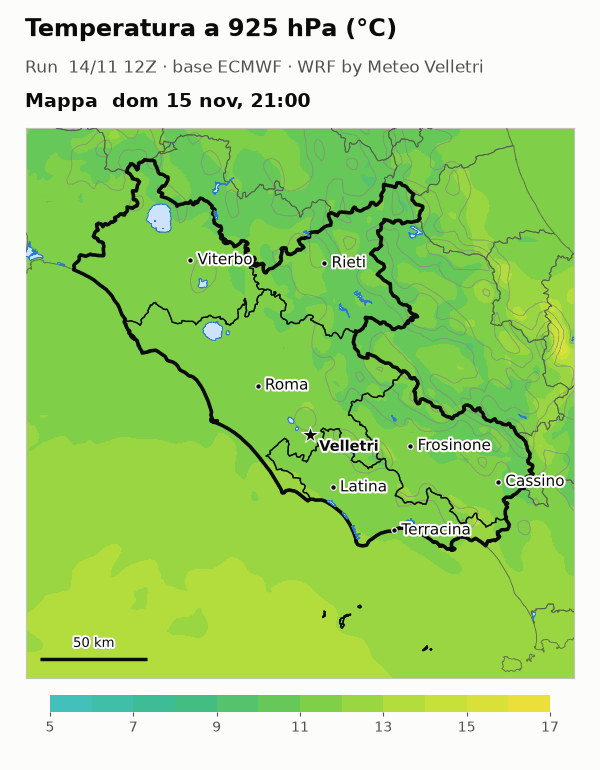 Temperatura a 925 hPa (°C)
Run  14/11 12Z · base ECMWF · WRF by Meteo Velletri
Mappa  dom 15 nov, 21:00
Viterbo
Rieti
Roma
Velletri
Frosinone
Latina
Cassino
Terracina
50 km
5 7 9 11 13 15 17